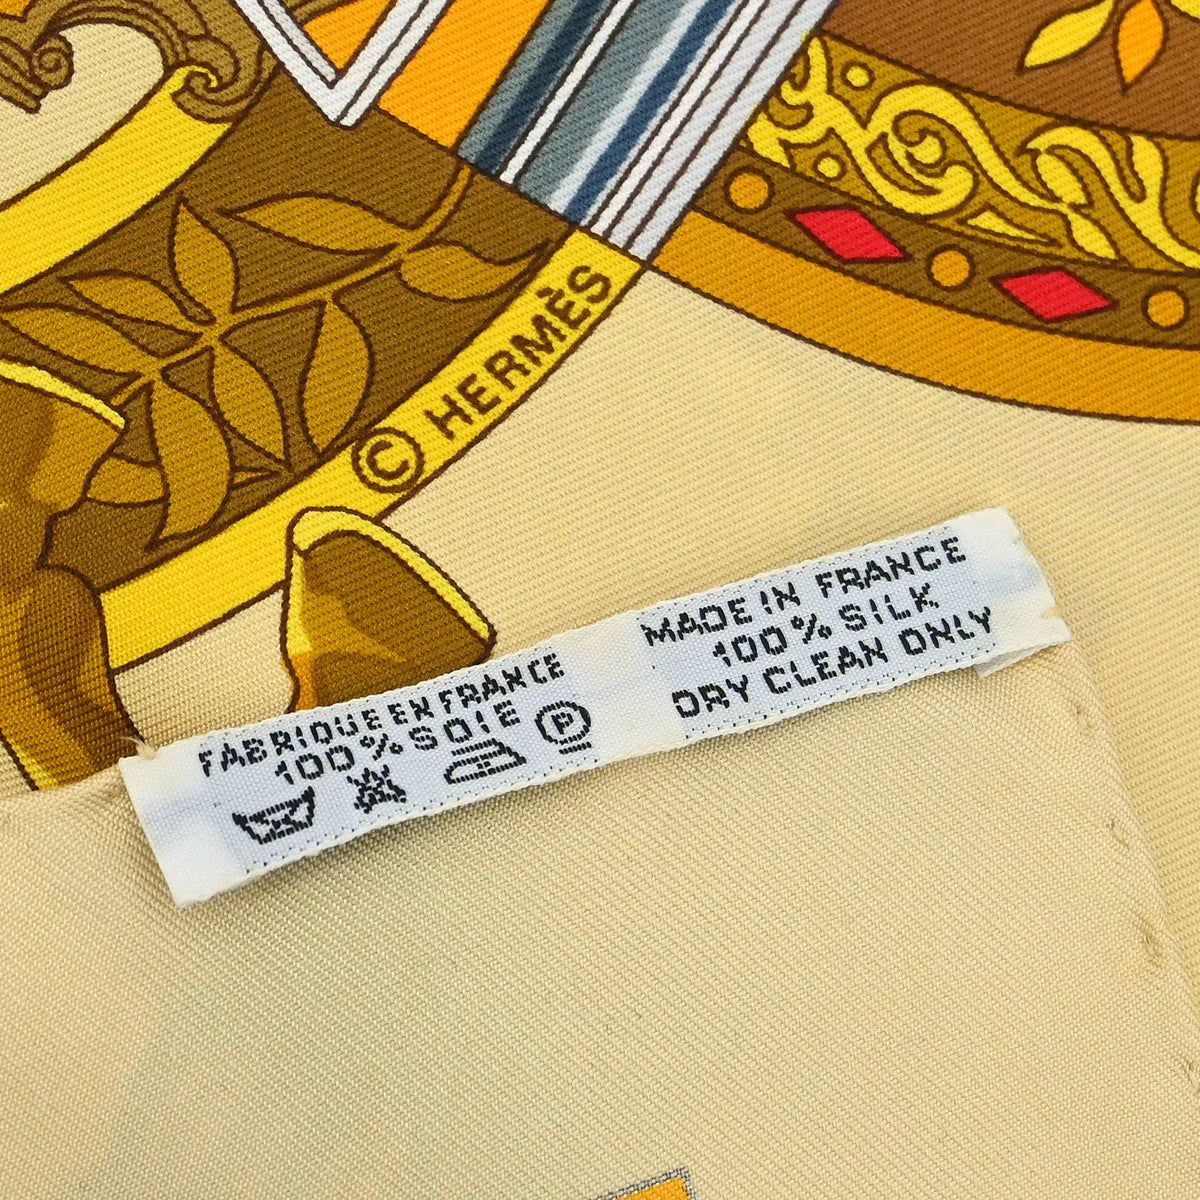 © HERMÈS
FABRIQUE EN FRANCE
100% SOIE
P
MADE IN FRANCE
100% SILK
DRY CLEAN ONLY